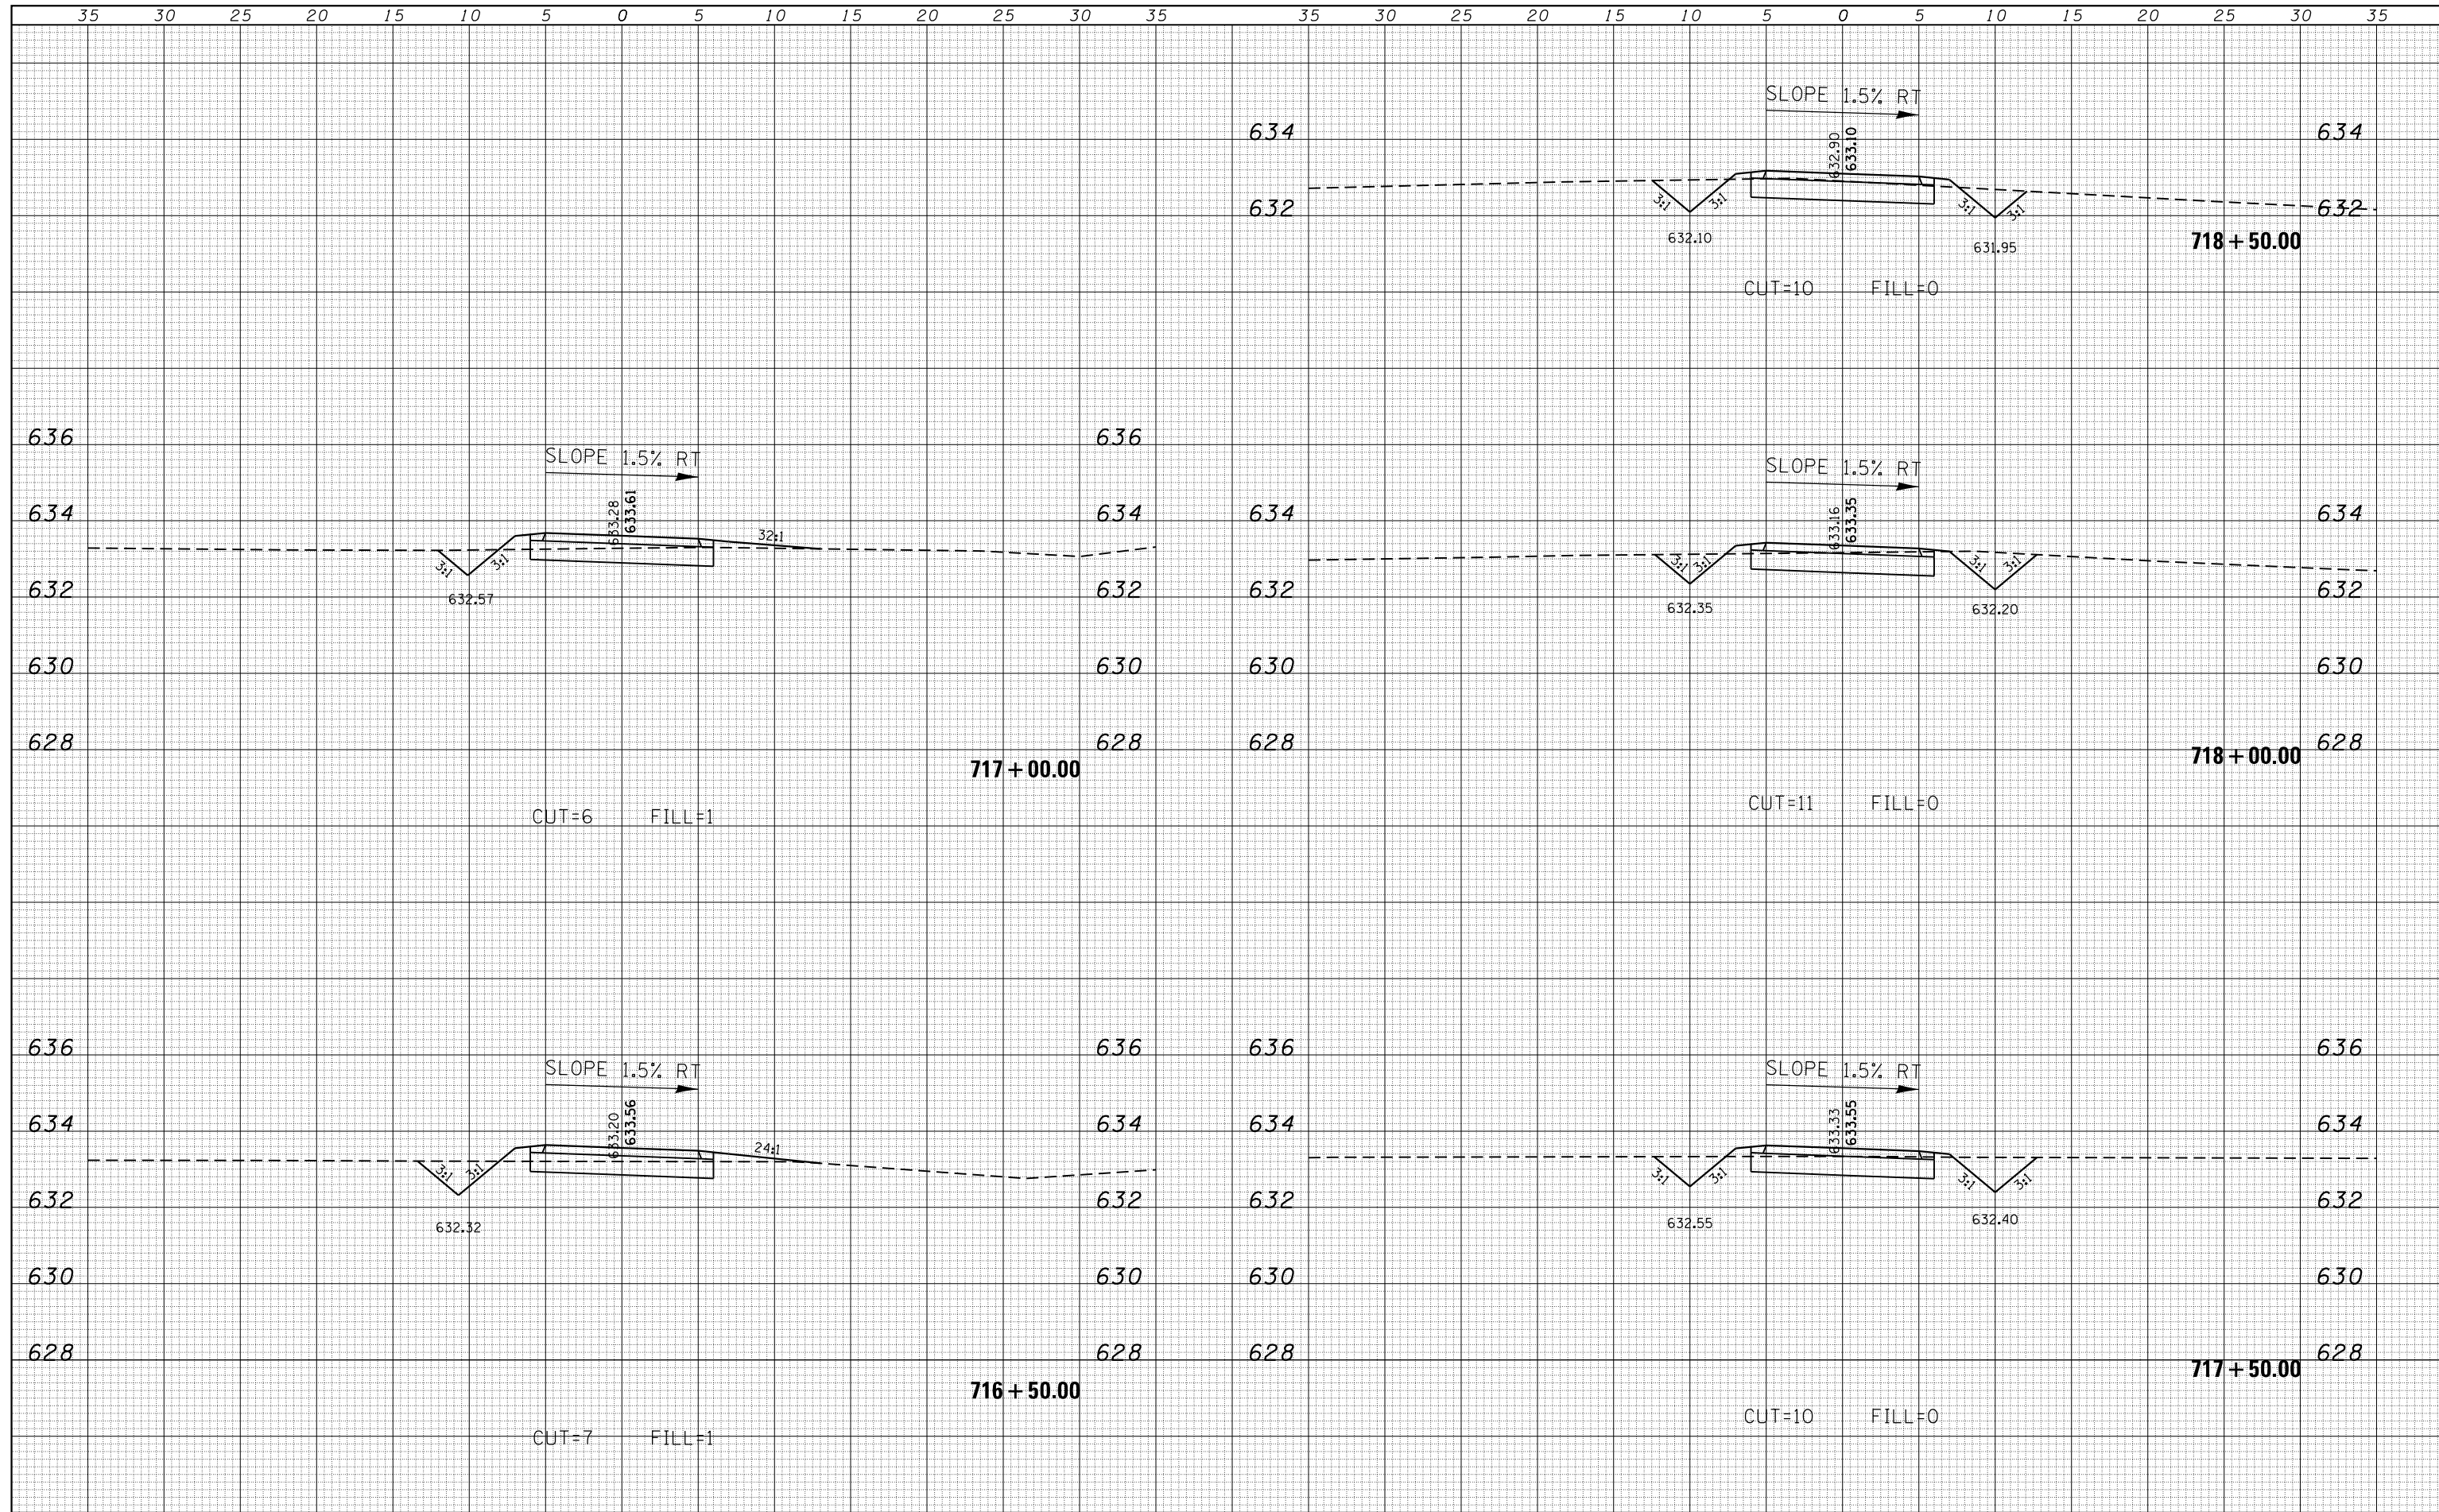 35 30 25 20 15 10 5 0 5 10 15 20 25 30 35 35 30 25 20 15 10 5 0 5 10 15 20 25 30 35
SLOPE 1.5% RT
634 632.90 633.10 634
632 3:1 3:1 3:1 3:1 632
632.10 631.95
718+50.00
CUT=10 FILL=0
636 636
SLOPE 1.5% RT
634 633.28 633.61 32:1 634
3:1 3:1
632 632.57 632
630 630
628 628
717+00.00
CUT=6 FILL=1
SLOPE 1.5% RT
634 633.16 633.35 634
3:1 3:1 3:1 3:1
632 632.35 632.20 632
630 630
628 628
718+00.00
CUT=11 FILL=0
636 636
SLOPE 1.5% RT
634 633.20 633.56 24:1 634
3:1 3:1
632 632
632.32
630 630
628 628
716+50.00
CUT=7 FILL=1
636 636
SLOPE 1.5% RT
634 633.33 633.55 634
3:1 3:1 3:1 3:1
632 632
632.55 632.40
630 630
628 628
717+50.00
CUT=10 FILL=0